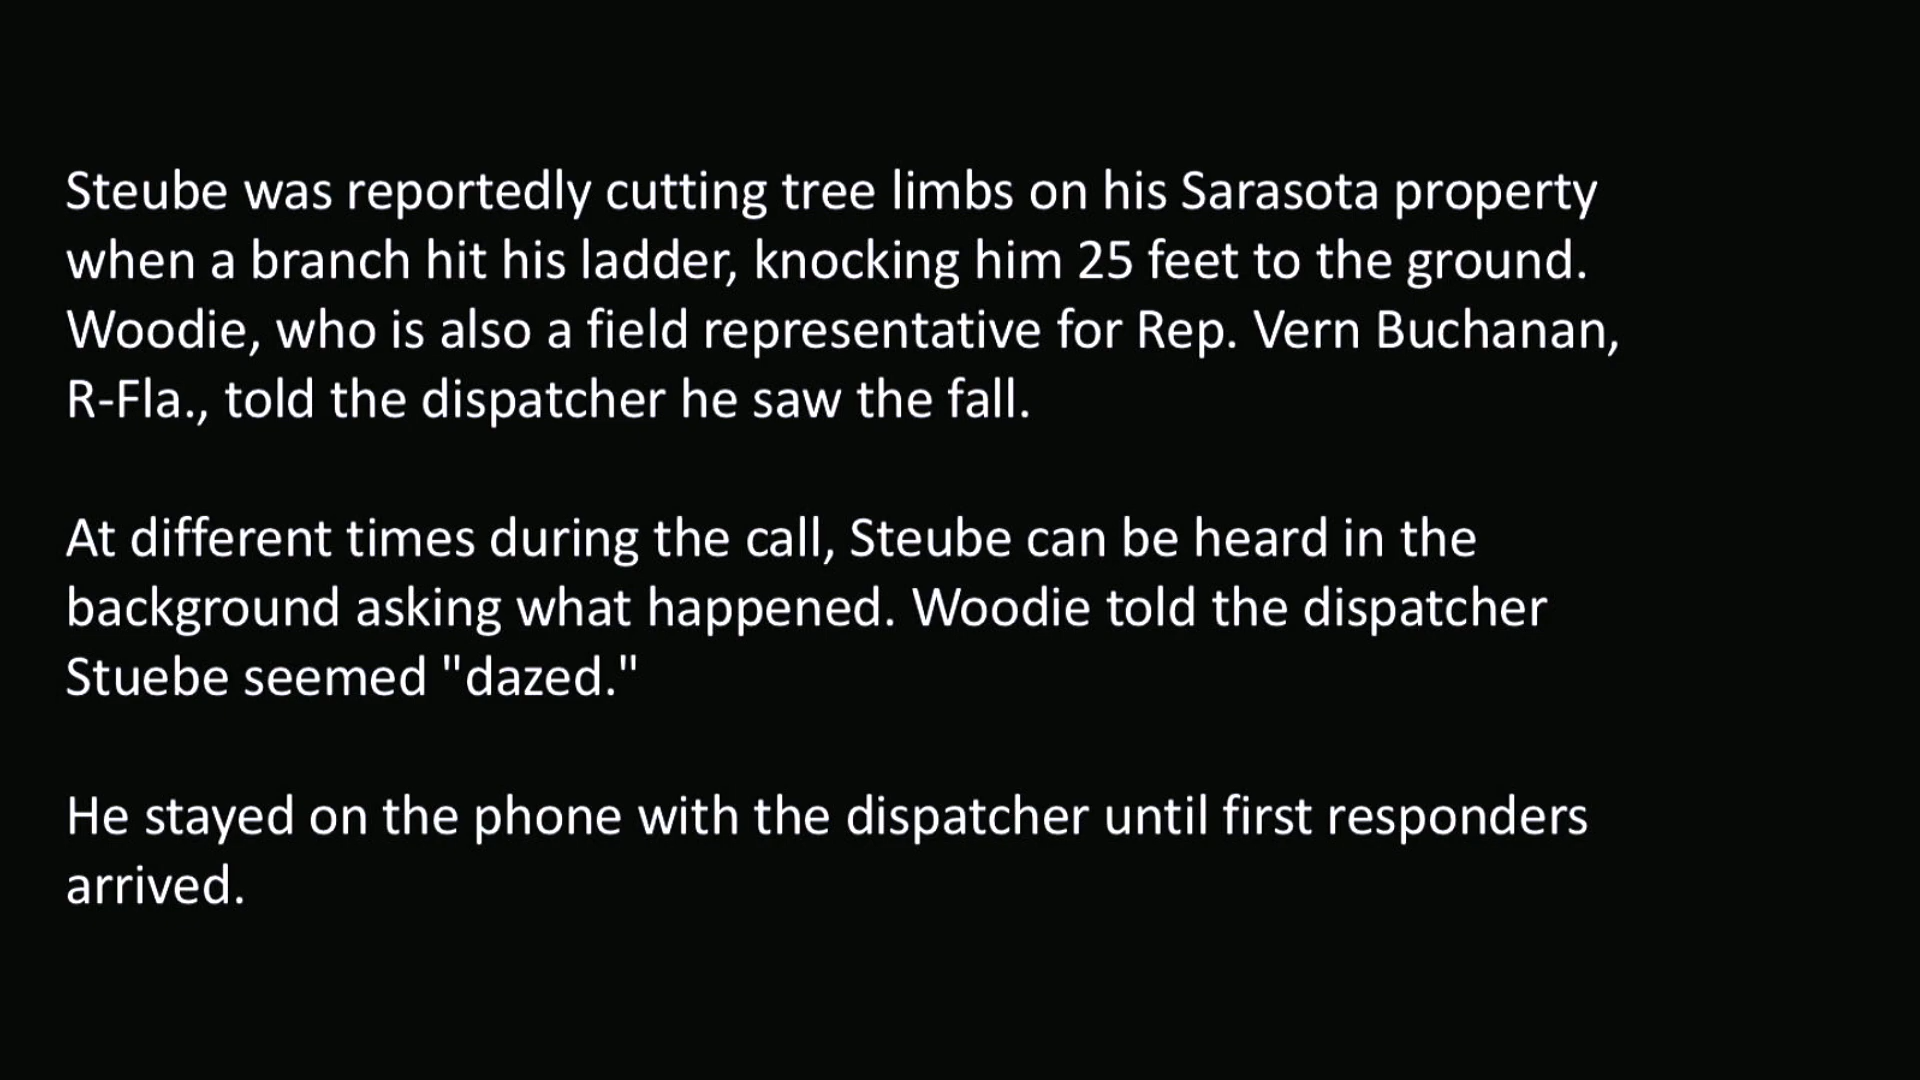 Steube was reportedly cutting tree limbs on his Sarasota property
when a branch hit his ladder, knocking him 25 feet to the ground.
Woodie, who is also a field representative for Rep. Vern Buchanan,
R-Fla., told the dispatcher he saw the fall.
At different times during the call, Steube can be heard in the
background asking what happened. Woodie told the dispatcher
Stuebe seemed "dazed."
He stayed on the phone with the dispatcher until first responders
arrived.